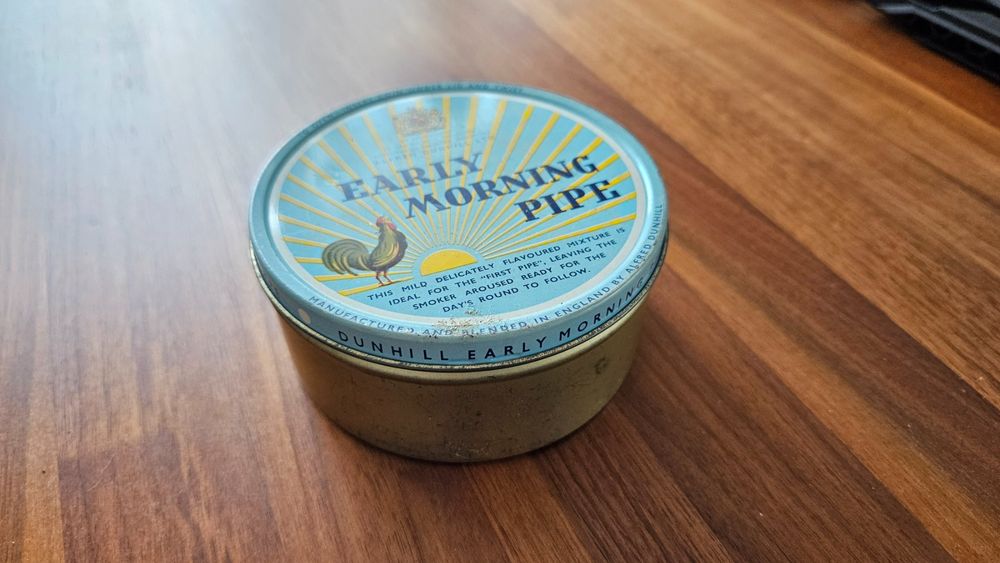 EARLY
MORNING
PIPE
THIS MILD DELICATELY FLAVOURED MIXTURE IS
IDEAL FOR THE "FIRST PIPE", LEAVING THE
SMOKER AROUSED READY FOR THE
DAY'S ROUND TO FOLLOW.
MANUFACTURED AND BLENDED IN ENGLAND BY ALFRED DUNHILL
DUNHILL EARLY MORNING